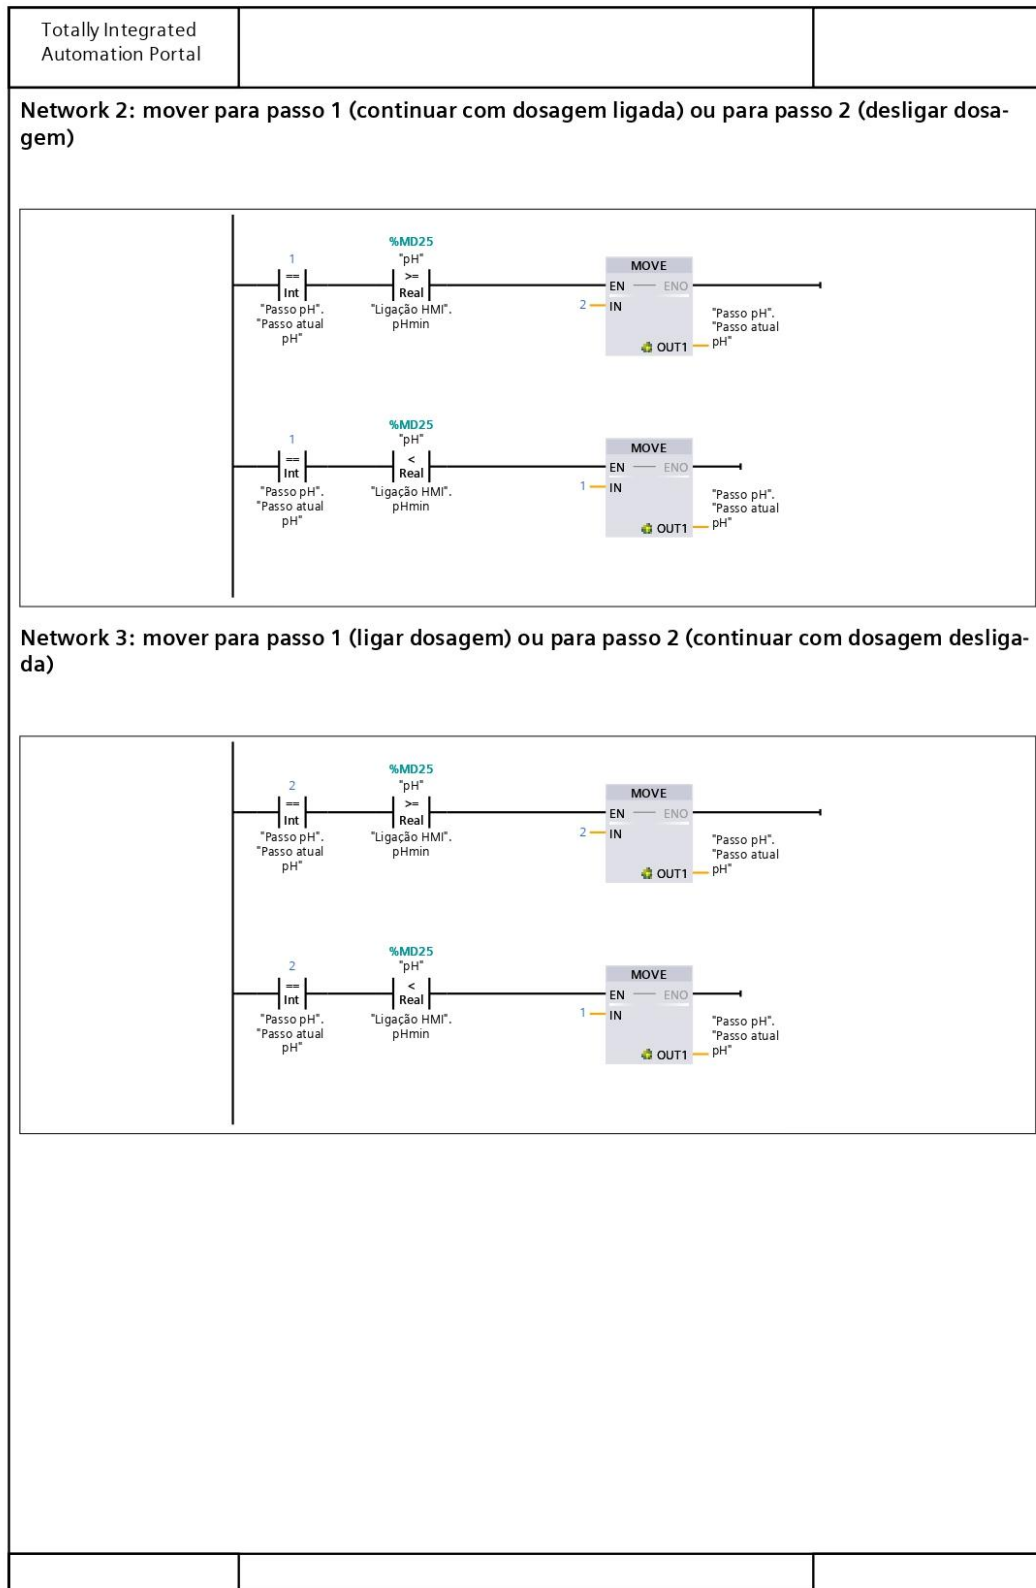 Totally Integrated
Automation Portal
Network 2: mover para passo 1 (continuar com dosagem ligada) ou para passo 2 (desligar dosa-
gem)
%MD25
1
"pH"
MOVE
==
>=
EN
ENO
Int
Real
2
IN
"Passo pH".
"Ligação HMI".
"Passo pH".
"Passo atual
pHmin
"Passo atual
pH"
OUT1
pH"
%MD25
1
"pH"
MOVE
==
<
EN
ENO
Int
Real
1
IN
"Passo pH".
"Ligação HMI".
"Passo pH".
"Passo atual
pHmin
"Passo atual
pH"
OUT1
pH"
Network 3: mover para passo 1 (ligar dosagem) ou para passo 2 (continuar com dosagem desliga-
da)
%MD25
2
"pH"
MOVE
==
>=
EN
ENO
Int
Real
2
IN
"Passo pH".
"Ligação HMI".
"Passo pH".
"Passo atual
pHmin
"Passo atual
pH"
OUT1
pH"
%MD25
2
"pH"
MOVE
==
<
EN
ENO
Int
Real
1
IN
"Passo pH".
"Ligação HMI".
"Passo pH".
"Passo atual
pHmin
"Passo atual
pH"
OUT1
pH"